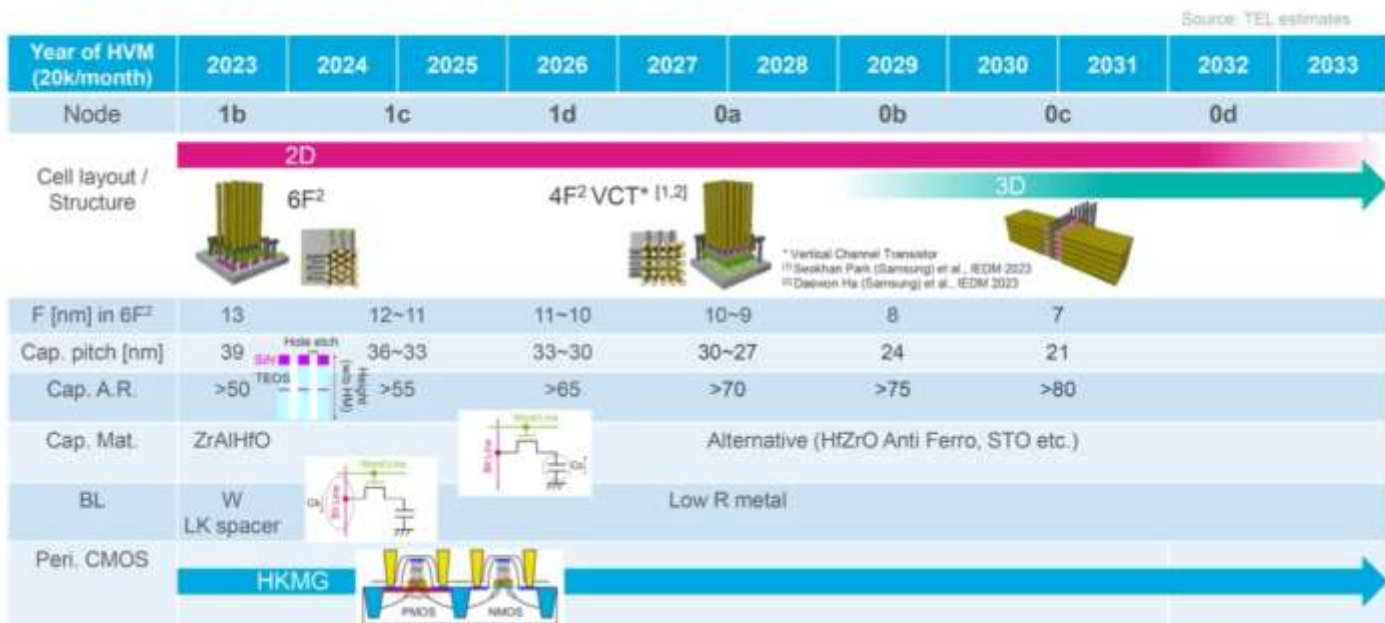 Source: TEL estimates
Year of HVM (20k/month) 2023 2024 2025 2026 2027 2028 2029 2030 2031 2032 2033
Node 1b 1c 1d 0a 0b 0c 0d
2D
Cell layout / Structure
3D
6F²
4F² VCT* [1,2]
* Vertical Channel Transistor
[1] Seokhan Park (Samsung) et al., IEDM 2023
[2] Daewon Ha (Samsung) et al., IEDM 2023
F [nm] in 6F² 13 12~11 11~10 10~9 8 7
Cap. pitch [nm] 39 36~33 33~30 30~27 24 21
Hole etch
SiN
TEOS
Height (w/o HM)
Cap. A.R. >50 >55 >65 >70 >75 >80
Cap. Mat. ZrAlHfO Alternative (HfZrO Anti Ferro, STO etc.)
Word Line
Bit Line
Word Line
Bit Line
BL W LK spacer Low R metal
Peri. CMOS
HKMG
PMOS NMOS